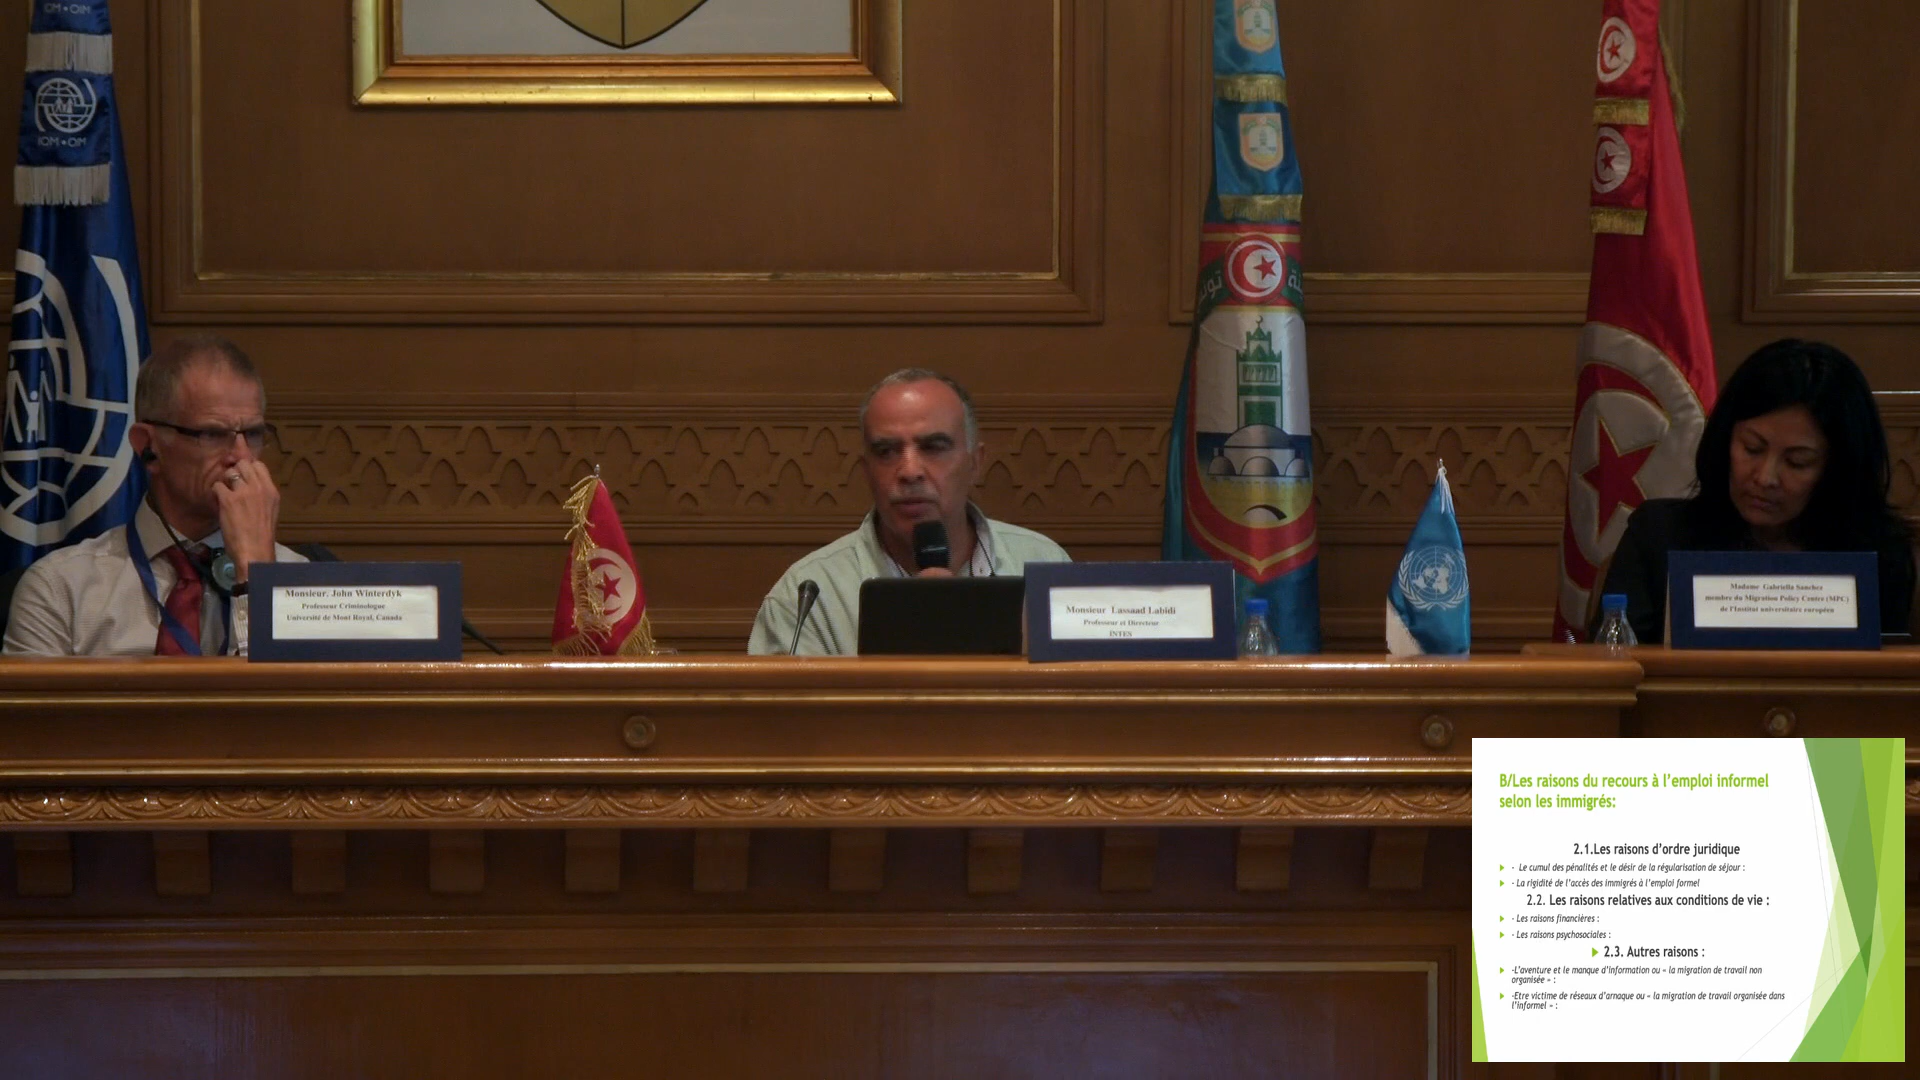 IOM • OIM
IOM • OIM
تونس
Monsieur. John Winterdyk
Professeur Criminologue
Université de Mont Royal, Canada
Monsieur Lassaad Labidi
Professeur et Directeur
INTES
Madame Gabriella Sanchez
membre du Migration Policy Centre (MPC)
de l'Institut universitaire européen
B/Les raisons du recours à l'emploi informel
selon les immigrés:
2.1.Les raisons d'ordre juridique
- Le cumul des pénalités et le désir de la régularisation de séjour :
- La rigidité de l'accès des immigrés à l'emploi formel
2.2. Les raisons relatives aux conditions de vie :
- Les raisons financières :
- Les raisons psychosociales :
2.3. Autres raisons :
-L'aventure et le manque d'information ou « la migration de travail non
organisée » :
-Etre victime de réseaux d'arnaque ou « la migration de travail organisée dans
l'informel » :